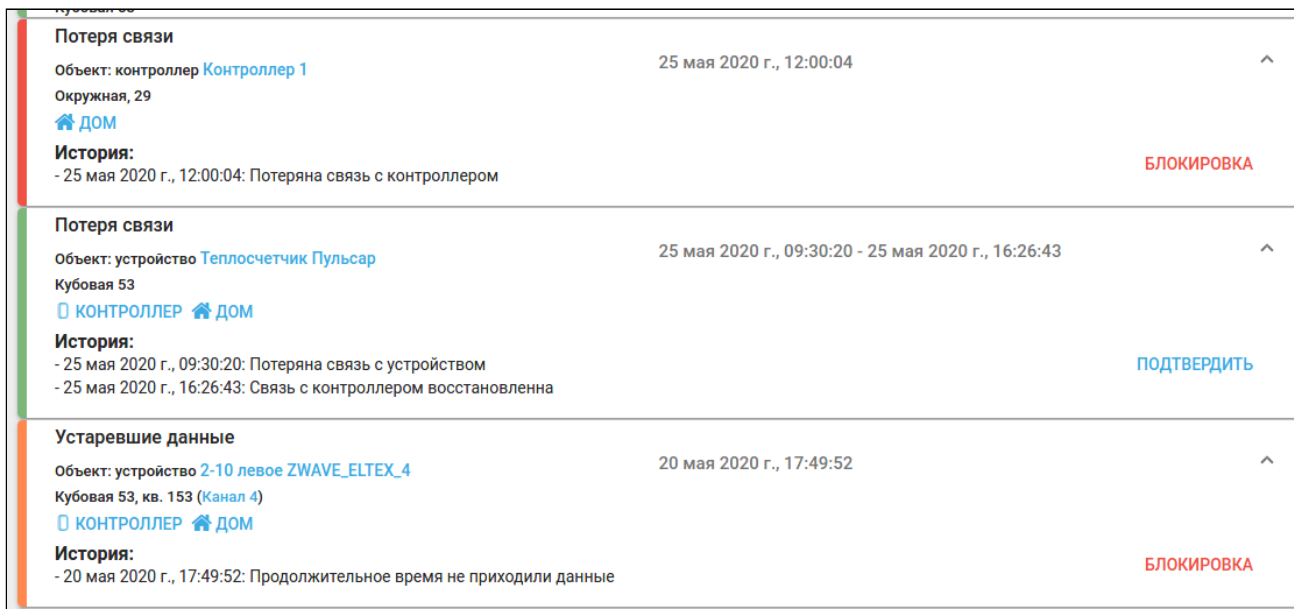 Потеря связи
Объект: контроллер Контроллер 1
25 мая 2020 г., 12:00:04
Окружная, 29
ДОМ
История:
- 25 мая 2020 г., 12:00:04: Потеряна связь с контроллером
БЛОКИРОВКА
Потеря связи
Объект: устройство Теплосчетчик Пульсар
25 мая 2020 г., 09:30:20 - 25 мая 2020 г., 16:26:43
Кубовая 53
КОНТРОЛЛЕР ДОМ
История:
- 25 мая 2020 г., 09:30:20: Потеряна связь с устройством
- 25 мая 2020 г., 16:26:43: Связь с контроллером восстановленна
ПОДТВЕРДИТЬ
Устаревшие данные
Объект: устройство 2-10 левое ZWAVE_ELTEX_4
20 мая 2020 г., 17:49:52
Кубовая 53, кв. 153 (Канал 4)
КОНТРОЛЛЕР ДОМ
История:
- 20 мая 2020 г., 17:49:52: Продолжительное время не приходили данные
БЛОКИРОВКА